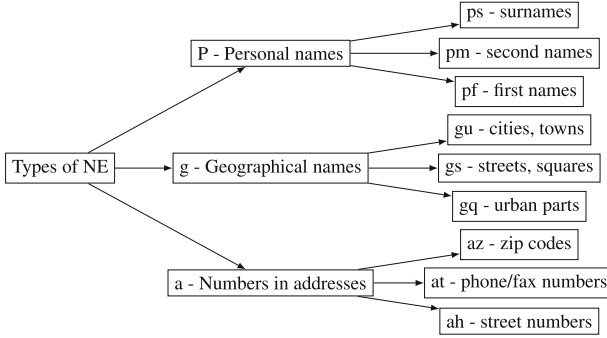 ps - surnames
P - Personal names
pm - second names
pf - first names
gu - cities, towns
Types of NE
g - Geographical names
gs - streets, squares
gq - urban parts
az - zip codes
a - Numbers in addresses
at - phone/fax numbers
ah - street numbers